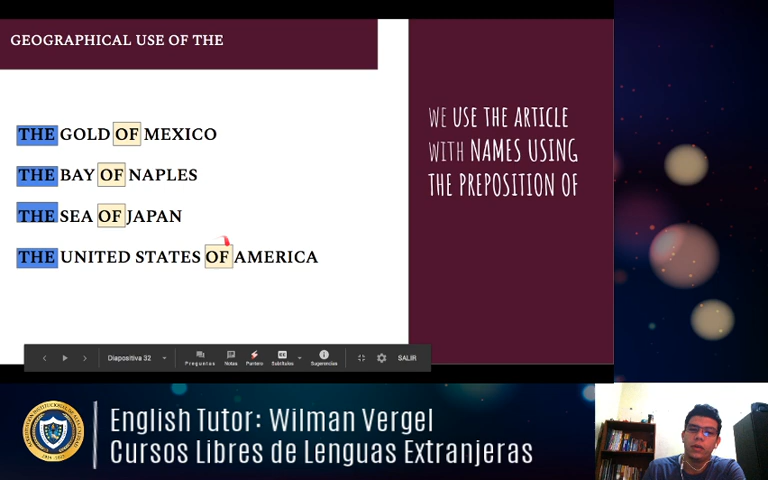 GEOGRAPHICAL USE OF THE
THE GOLD OF MEXICO
THE BAY OF NAPLES
THE SEA OF JAPAN
THE UNITED STATES OF AMERICA
WE USE THE ARTICLE
WITH NAMES USING
THE PREPOSITION OF
Diapositiva 32
Preguntas
Notas
Puntero
Subtítulos
Sugerencias
SALIR
English Tutor: Wilman Vergel
Cursos Libres de Lenguas Extranjeras